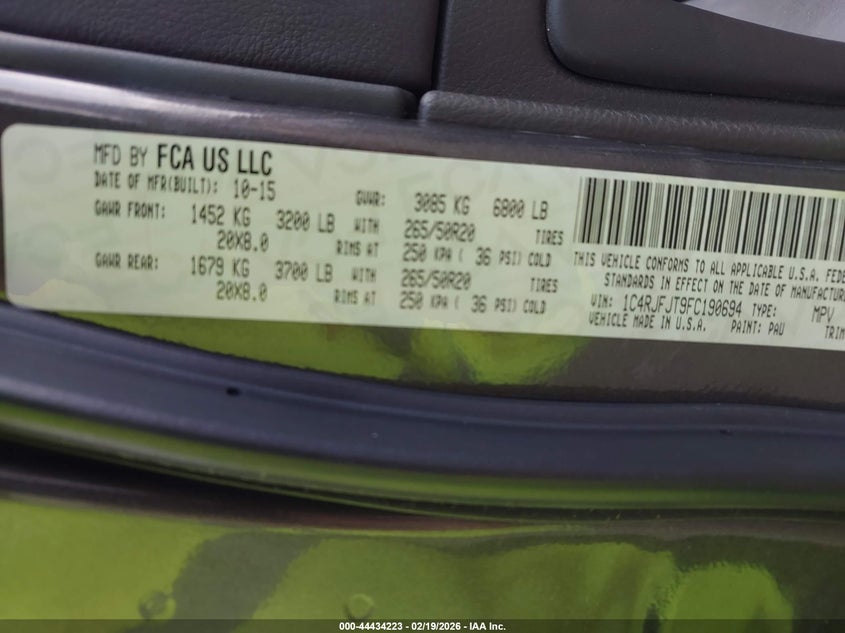 MFD BY FCA US LLC
DATE OF MFR(BUILT): 10-15 GVWR: 3085 KG 6800 LB
GAWR FRONT: 1452 KG 3200 LB WITH 265/50R20 TIRES
20X8.0 RIMS AT 250 KPA ( 36 PSI) COLD
GAWR REAR: 1679 KG 3700 LB WITH 265/50R20 TIRES
20X8.0 RIMS AT 250 KPA ( 36 PSI) COLD
THIS VEHICLE CONFORMS TO ALL APPLICABLE U.S.A.
STANDARDS IN EFFECT ON THE DATE OF
VIN: 1C4RJFJT9FC190694 TYPE: MPV
VEHICLE MADE IN U.S.A. PAINT: PAU
000-44434223 - 02/19/2026 - IAA Inc.